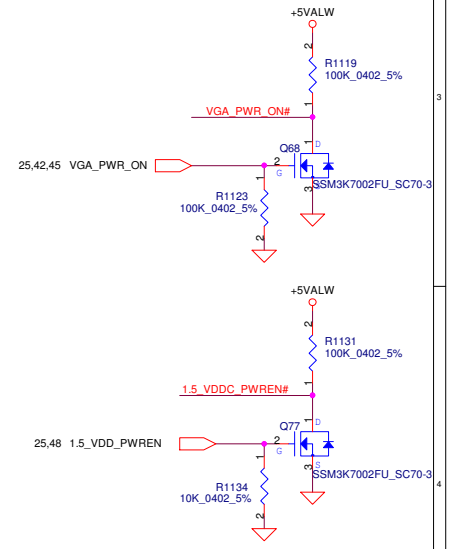 +5VALW
2
R1119
100K_0402_5%
1
3
VGA_PWR_ON#
1
D
Q68
25,42,45 VGA_PWR_ON
2
G
1
3
S
SSM3K7002FU_SC70-3
R1123
100K_0402_5%
2
+5VALW
2
R1131
100K_0402_5%
1
1.5_VDDC_PWREN#
1
D
Q77
25,48 1.5_VDD_PWREN
2
G
1
3
S
SSM3K7002FU_SC70-3
R1134
10K_0402_5%
4
2